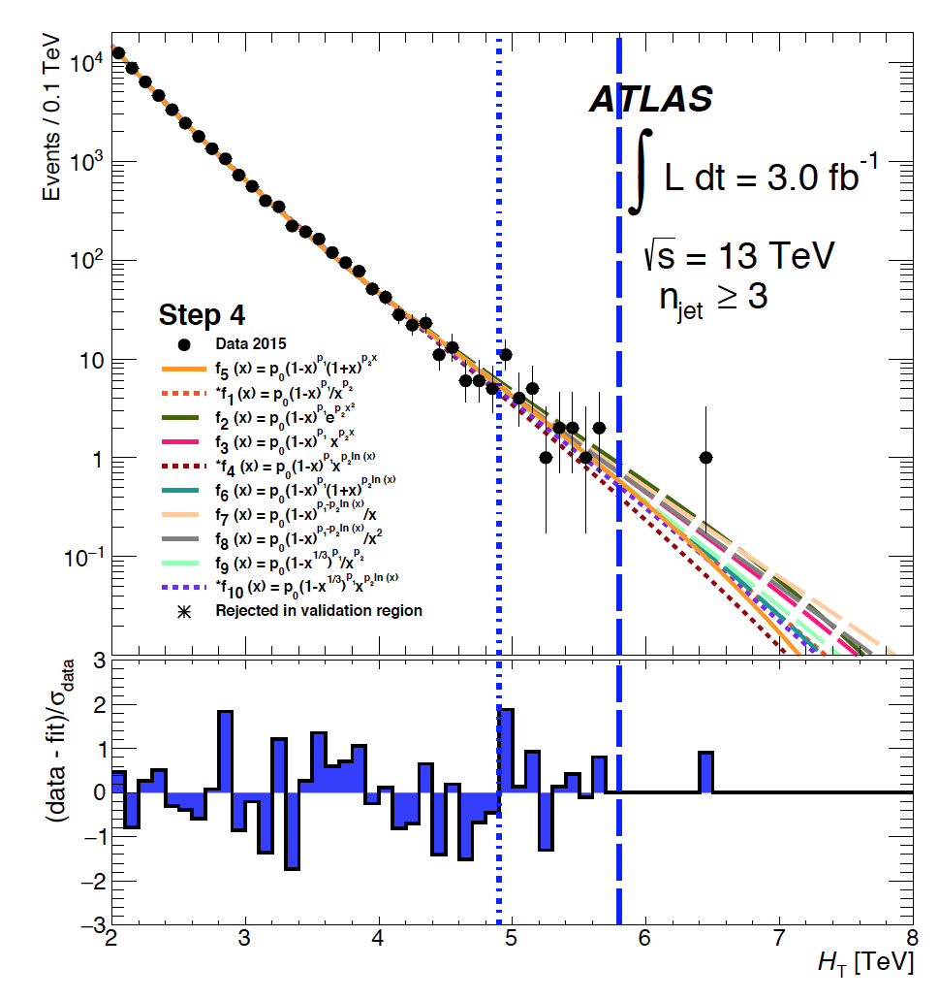 Events / 0.1 TeV
10⁴
10³
10²
10
1
10⁻¹
ATLAS
∫ L dt = 3.0 fb⁻¹
√s = 13 TeV
n_jet ≥ 3
Step 4
Data 2015
f₅ (x) = p₀(1-x)^p₁(1+x)^p₂x
*f₁ (x) = p₀(1-x)^p₁/x^p₂
f₂ (x) = p₀(1-x)^p₁e^p₂x²
f₃ (x) = p₀(1-x)^p₁ x^p₂x
*f₄ (x) = p₀(1-x)^p₁x^p₂ln (x)
f₆ (x) = p₀(1-x)^p₁(1+x)^p₂ln (x)
f₇ (x) = p₀(1-x)^p₁-p₂ln (x)/x
f₈ (x) = p₀(1-x)^p₁-p₂ln (x)/x²
f₉ (x) = p₀(1-x^1/3)^p₁/x^p₂
*f₁₀ (x) = p₀(1-x^1/3)^p₁x^p₂ln (x)
Rejected in validation region
(data - fit)/σ_data
3
2
1
0
−1
−2
−3
2 3 4 5 6 7 8
H_T [TeV]